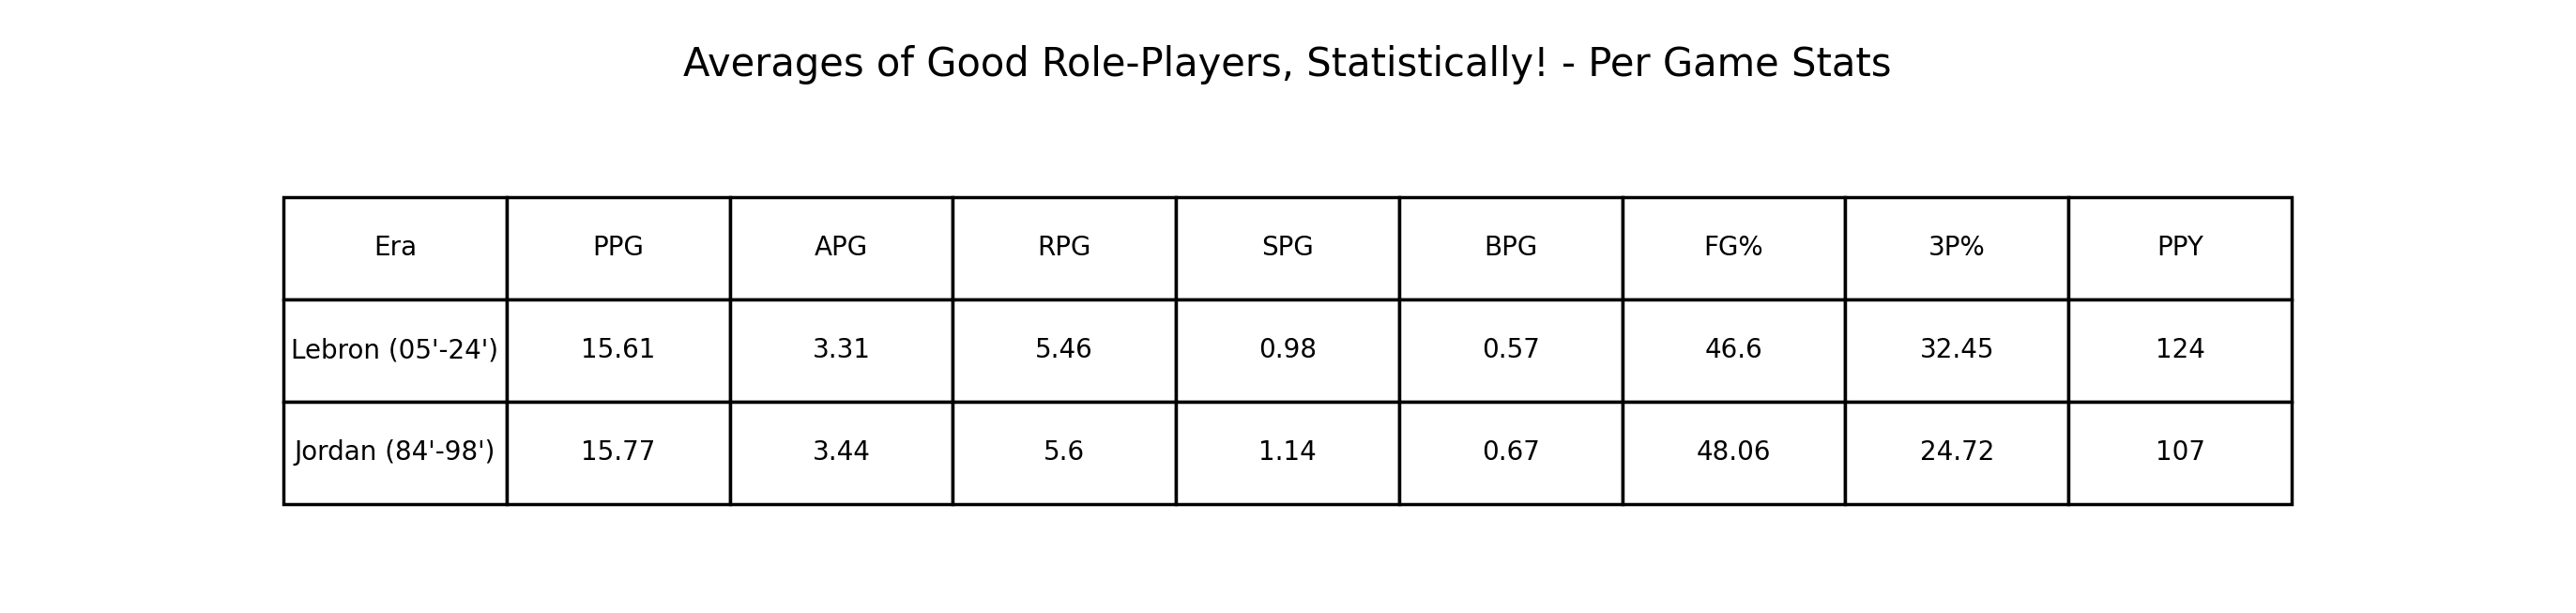 Averages of Good Role-Players, Statistically! - Per Game Stats
Era PPG APG RPG SPG BPG FG% 3P% PPY
Lebron (05'-24') 15.61 3.31 5.46 0.98 0.57 46.6 32.45 124
Jordan (84'-98') 15.77 3.44 5.6 1.14 0.67 48.06 24.72 107